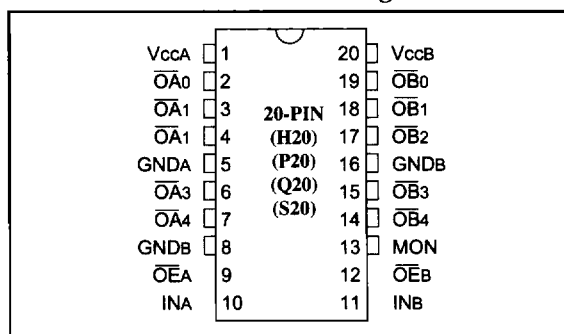 VCCA 1 20 VCCB
OA0 2 19 OB0
OA1 3 18 OB1
OA1 4 17 OB2
GNDA 5 16 GNDB
OA3 6 15 OB3
OA4 7 14 OB4
GNDB 8 13 MON
OEA 9 12 OEB
INA 10 11 INB
20-PIN
(H20)
(P20)
(Q20)
(S20)